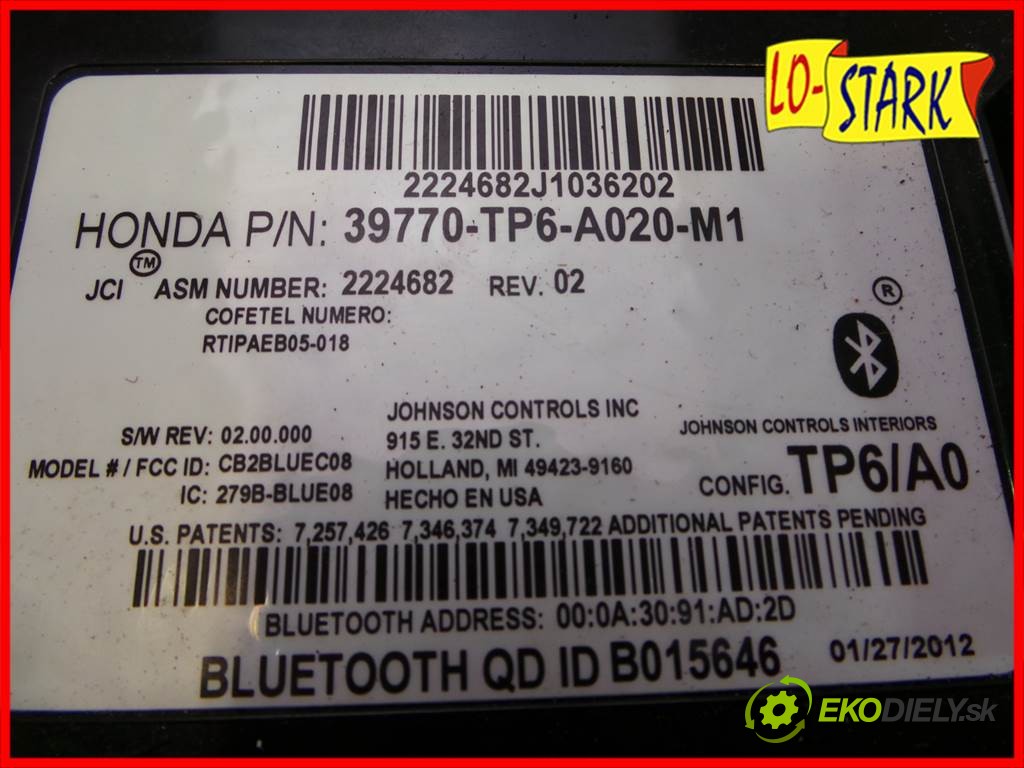 LO-STARK
2224682J1036202
HONDA P/N: 39770-TP6-A020-M1
TM
JCI ASM NUMBER: 2224682 REV. 02
COFETEL NUMERO:
RTIPAEB05-018
®
S/W REV: 02.00.000
MODEL # / FCC ID: CB2BLUEC08
IC: 279B-BLUE08
JOHNSON CONTROLS INC
915 E. 32ND ST.
HOLLAND, MI 49423-9160
HECHO EN USA
JOHNSON CONTROLS INTERIORS
CONFIG. TP6/A0
U.S. PATENTS: 7,257,426 7,346,374 7,349,722 ADDITIONAL PATENTS PENDING
BLUETOOTH ADDRESS: 00:0A:30:91:AD:2D
BLUETOOTH QD ID B015646 01/27/2012
EKODIELY.sk